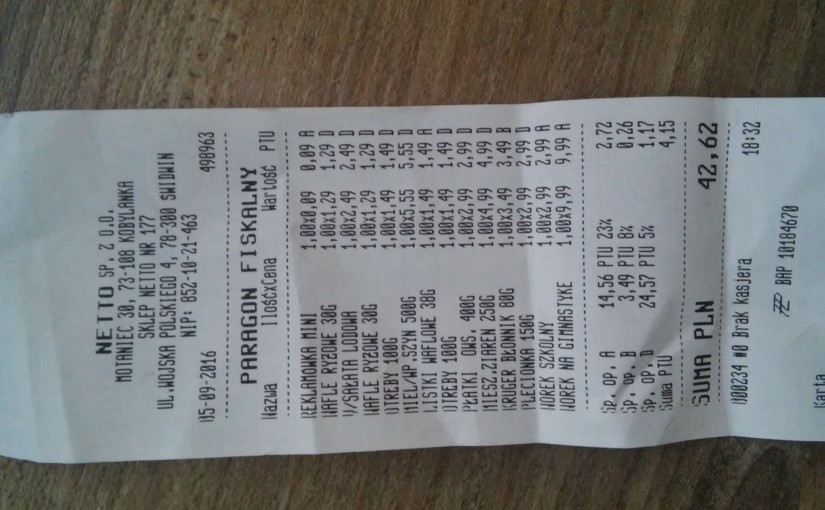 NETTO SP. Z O.O.
MOTANIEC 30, 73-108 KOBYLANKA
SKLEP NETTO NR 177
UL.WOJSKA POLSKIEGO 4, 78-300 ŚWIDWIN
NIP: 852-10-21-463
05-09-2016 498963
PARAGON FISKALNY
Nazwa IlośćxCena Wartość PTU
REKLAMÓWKA MINI 1,00x0,09 0,09 A
WAFLE RYŻOWE 30G 1,00x1,29 1,29 D
W/SAŁATA LODOWA 1,00x2,49 2,49 D
WAFLE RYŻOWE 30G 1,00x1,29 1,29 D
OTRĘBY 100G 1,00x1,49 1,49 D
MIEL/WP.SZYN 500G 1,00x5,55 5,55 D
LISTKI WAFLOWE 38G 1,00x1,49 1,49 A
OTRĘBY 100G 1,00x1,49 1,49 D
PŁATKI OWS. 400G 1,00x2,99 2,99 D
MIESZ.ZIAREN 250G 1,00x4,99 4,99 D
KRUGER BŁONNIK 80G 1,00x3,49 3,49 B
PLECIONKA 150G 1,00x2,99 2,99 D
WOREK SZKOLNY 1,00x2,99 2,99 A
WOREK NA GIMNASTYKE 1,00x9,99 9,99 A
Sp. op. A 14,56 PTU 23% 2,72
Sp. op. B 3,49 PTU 8% 0,26
Sp. op. D 24,57 PTU 5% 1,17
Suma PTU 4,15
SUMA PLN 42,62
000234 #0 Brak kasjera 18:32
BAP 10184670
Karta